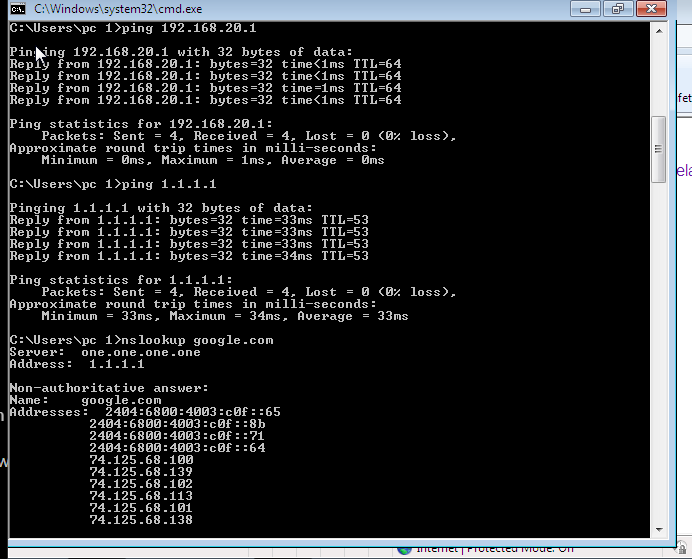 C:\Windows\system32\cmd.exe
C:\Users\pc 1>ping 192.168.20.1
Pinging 192.168.20.1 with 32 bytes of data:
Reply from 192.168.20.1: bytes=32 time<1ms TTL=64
Reply from 192.168.20.1: bytes=32 time<1ms TTL=64
Reply from 192.168.20.1: bytes=32 time=1ms TTL=64
Reply from 192.168.20.1: bytes=32 time<1ms TTL=64
Ping statistics for 192.168.20.1:
Packets: Sent = 4, Received = 4, Lost = 0 (0% loss),
Approximate round trip times in milli-seconds:
Minimum = 0ms, Maximum = 1ms, Average = 0ms
C:\Users\pc 1>ping 1.1.1.1
Pinging 1.1.1.1 with 32 bytes of data:
Reply from 1.1.1.1: bytes=32 time=33ms TTL=53
Reply from 1.1.1.1: bytes=32 time=33ms TTL=53
Reply from 1.1.1.1: bytes=32 time=33ms TTL=53
Reply from 1.1.1.1: bytes=32 time=34ms TTL=53
Ping statistics for 1.1.1.1:
Packets: Sent = 4, Received = 4, Lost = 0 (0% loss),
Approximate round trip times in milli-seconds:
Minimum = 33ms, Maximum = 34ms, Average = 33ms
C:\Users\pc 1>nslookup google.com
Server: one.one.one.one
Address: 1.1.1.1
Non-authoritative answer:
Name: google.com
Addresses: 2404:6800:4003:c0f::65
2404:6800:4003:c0f::8b
2404:6800:4003:c0f::71
2404:6800:4003:c0f::64
74.125.68.100
74.125.68.139
74.125.68.102
74.125.68.113
74.125.68.101
74.125.68.138
Internet | Protected Mode: On